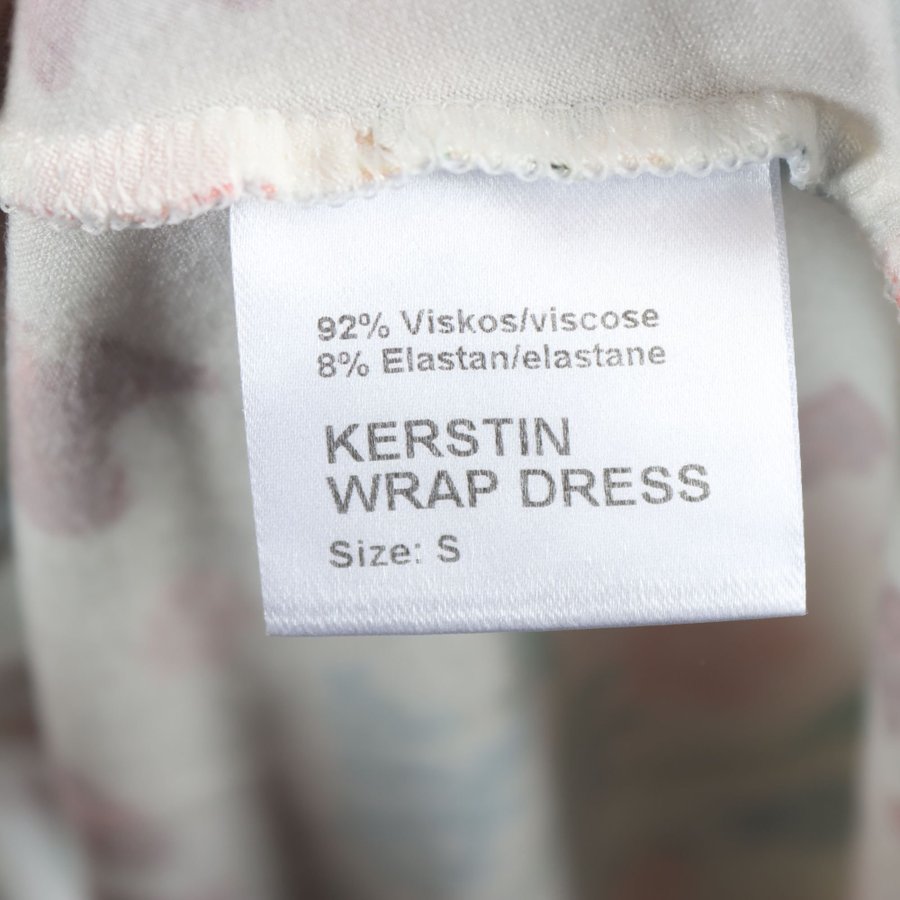 92% Viskos/viscose
8% Elastan/elastane
KERSTIN
WRAP DRESS
Size: S